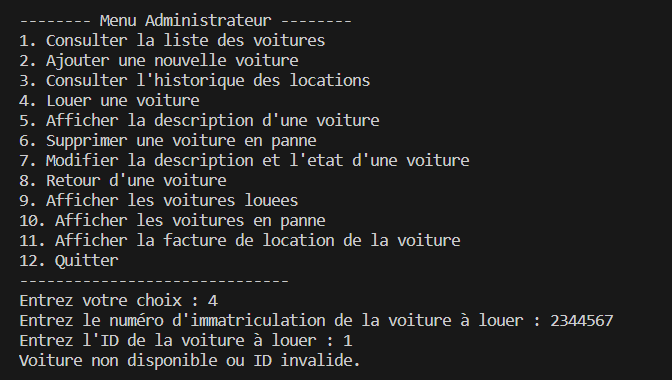 -------- Menu Administrateur --------
1. Consulter la liste des voitures
2. Ajouter une nouvelle voiture
3. Consulter l'historique des locations
4. Louer une voiture
5. Afficher la description d'une voiture
6. Supprimer une voiture en panne
7. Modifier la description et l'etat d'une voiture
8. Retour d'une voiture
9. Afficher les voitures louees
10. Afficher les voitures en panne
11. Afficher la facture de location de la voiture
12. Quitter
------------------------------
Entrez votre choix : 4
Entrez le numéro d'immatriculation de la voiture à louer : 2344567
Entrez l'ID de la voiture à louer : 1
Voiture non disponible ou ID invalide.